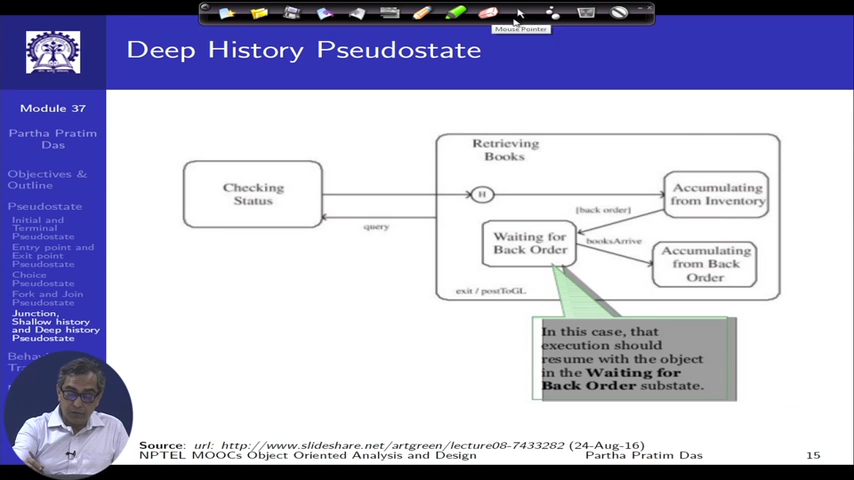 Mouse Pointer
Deep History Pseudostate
Module 37
Partha Pratim
Das
Objectives &
Outline
Pseudostate
Initial and
Terminal
Pseudostate
Entry point and
Exit point
Pseudostate
Choice
Pseudostate
Fork and Join
Pseudostate
Junction,
Shallow history
and Deep history
Pseudostate
Behav
Tra
Checking
Status
query
Retrieving
Books
H
Accumulating
from Inventory
[back order]
Waiting for
Back Order
booksArrive
Accumulating
from Back
Order
exit / postToGL
In this case, that
execution should
resume with the object
in the Waiting for
Back Order substate.
Source: url: http://www.slideshare.net/artgreen/lecture08-7433282 (24-Aug-16)
NPTEL MOOCs Object Oriented Analysis and Design
Partha Pratim Das
15